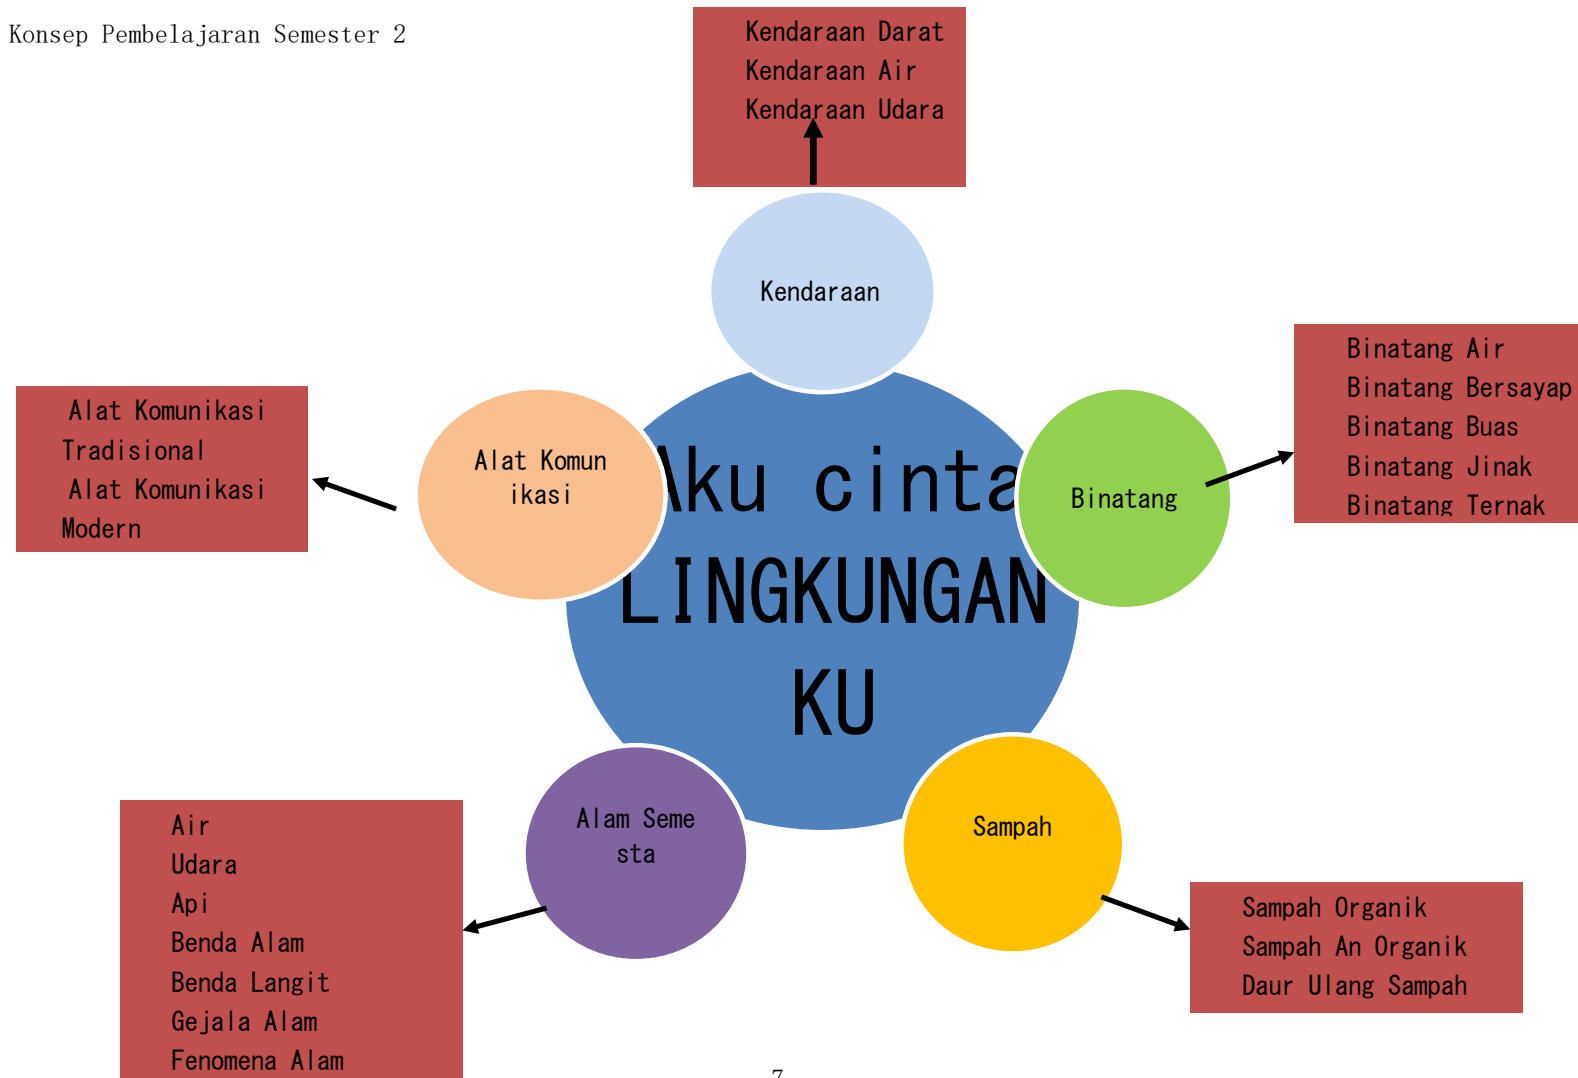 Konsep Pembelajaran Semester 2
Kendaraan Darat
Kendaraan Air
Kendaraan Udara
Kendaraan
Binatang Air
Binatang Bersayap
Binatang Buas
Binatang Jinak
Binatang Ternak
Alat Komunikasi
Tradisional
Alat Komunikasi
Modern
Alat Komun
ikasi
Aku cinta
LINGKUNGAN
KU
Binatang
Alam Seme
sta
Sampah
Air
Udara
Api
Benda Alam
Benda Langit
Gejala Alam
Fenomena Alam
Sampah Organik
Sampah An Organik
Daur Ulang Sampah
7